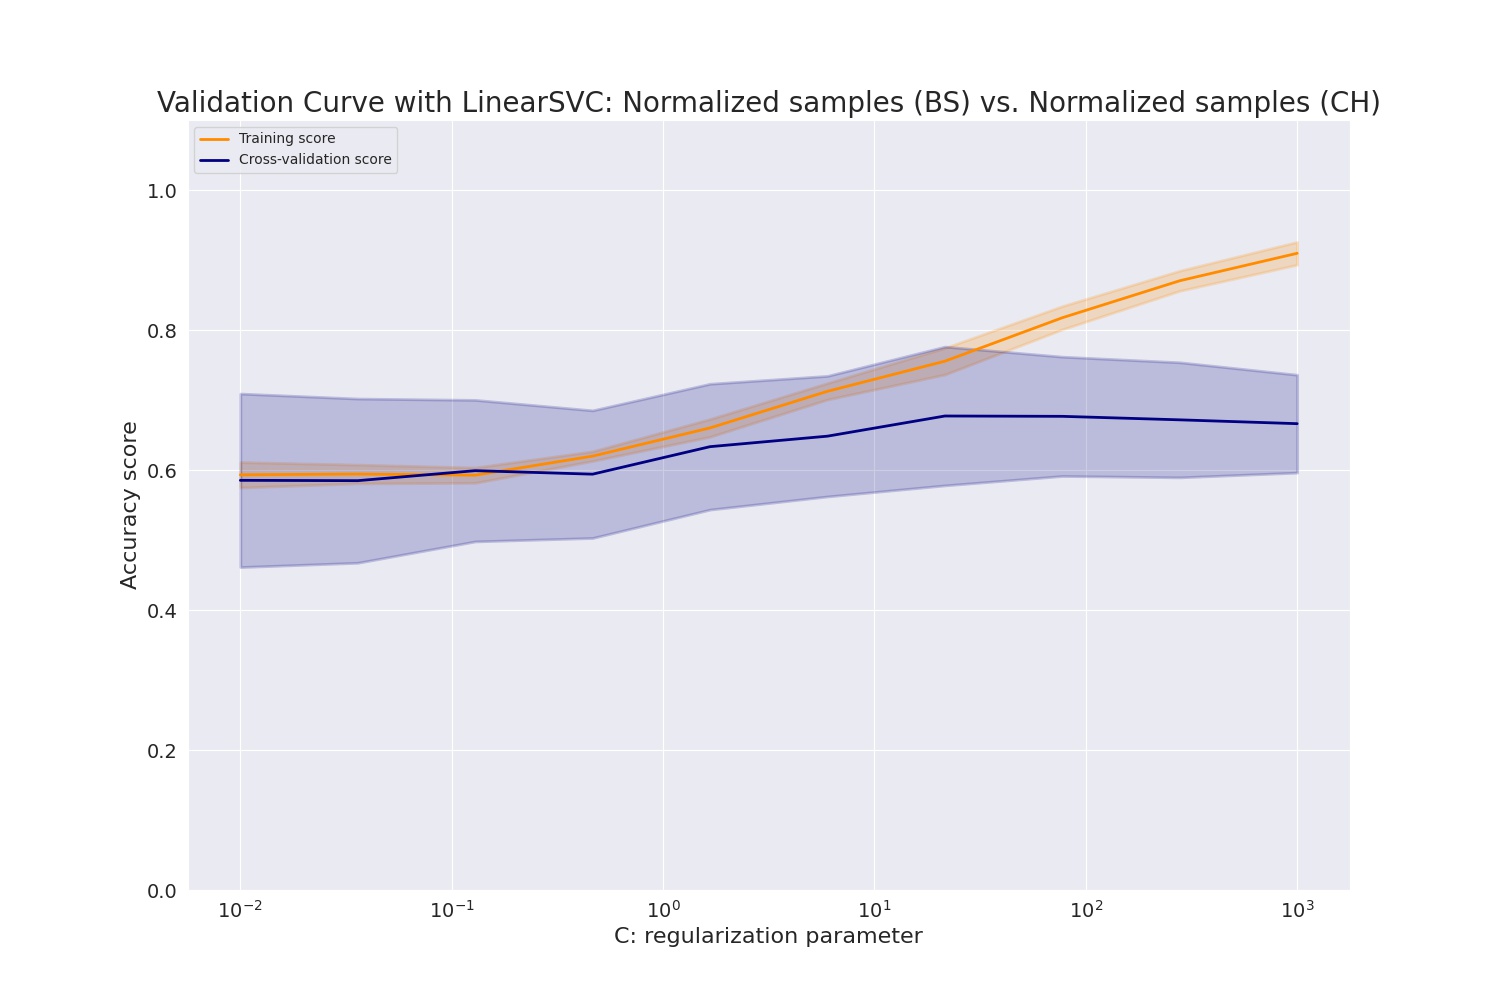 Validation Curve with LinearSVC: Normalized samples (BS) vs. Normalized samples (CH)
Training score
Cross-validation score
1.0
0.8
0.6
0.4
0.2
0.0
Accuracy score
10⁻² 10⁻¹ 10⁰ 10¹ 10² 10³
C: regularization parameter